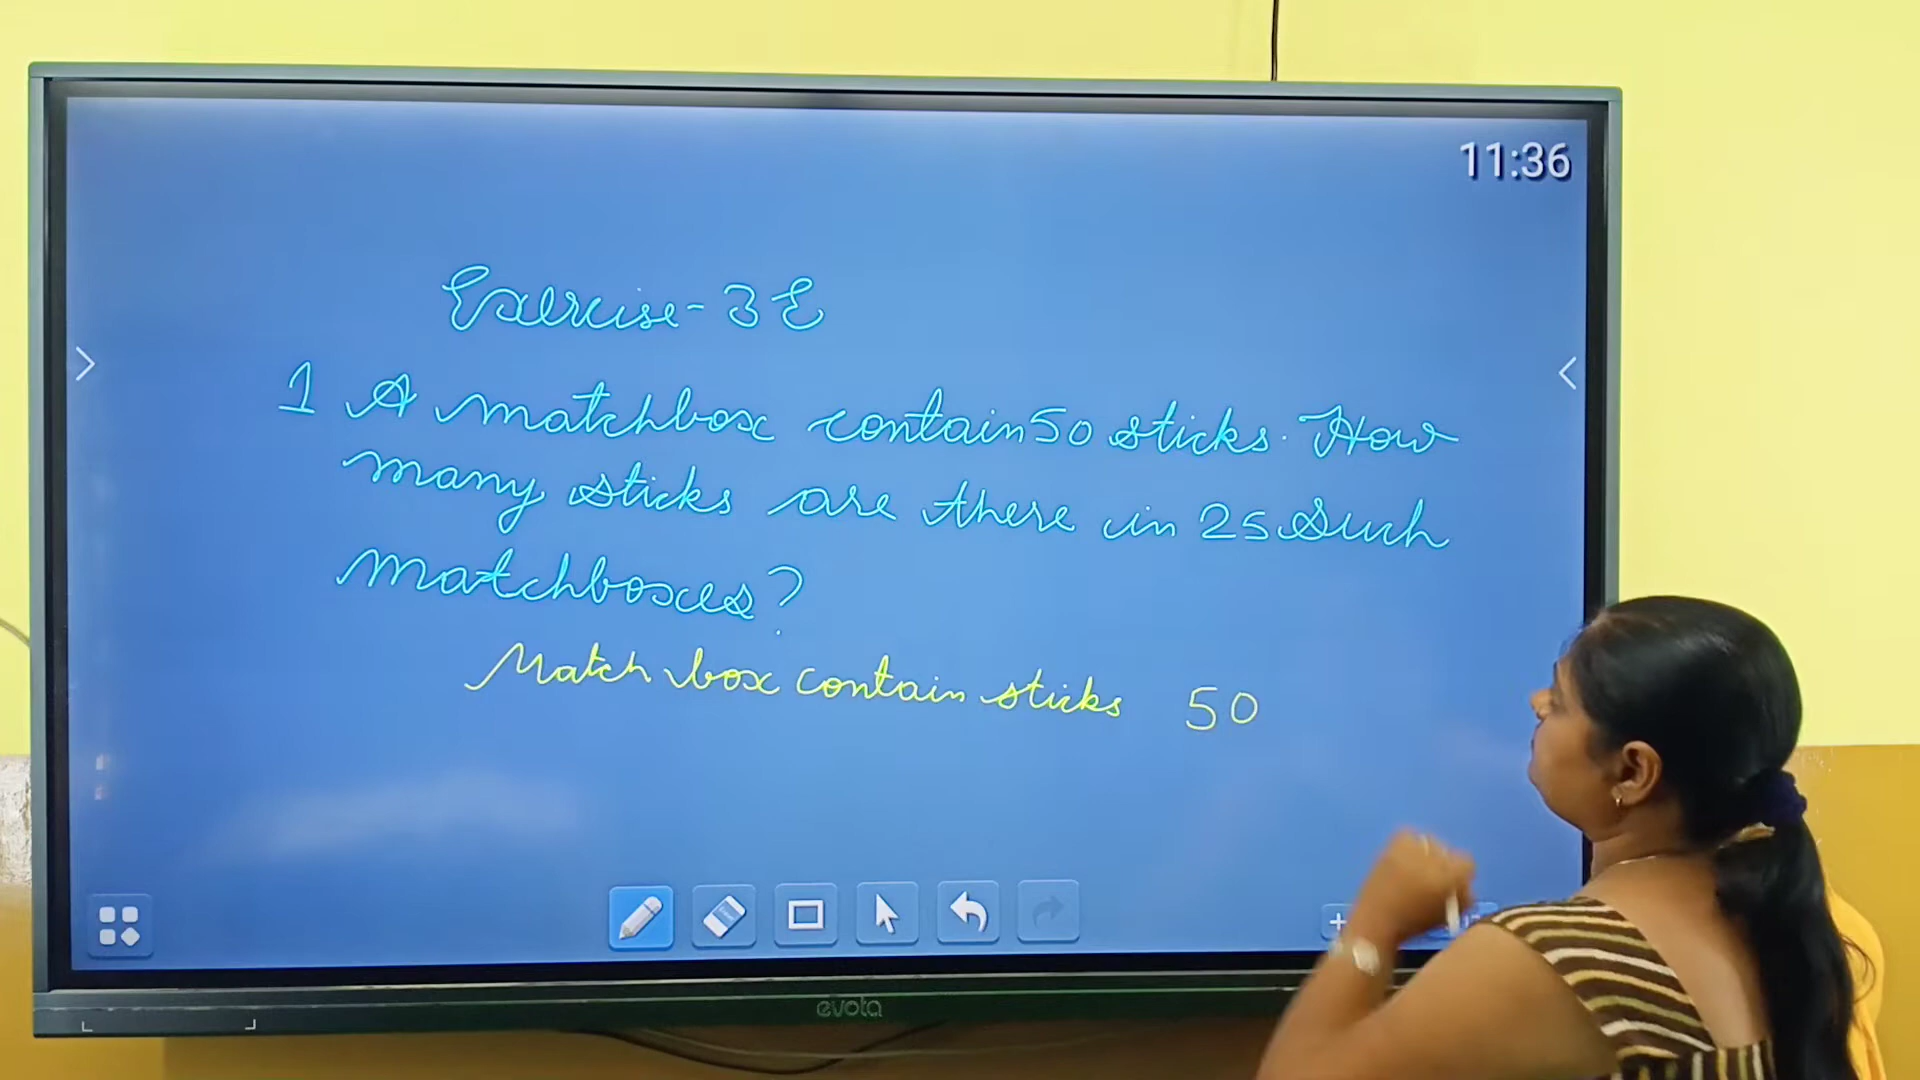 11:36
Exercise-3E
1 A matchbox contain 50 sticks. How
many sticks are there in 25 Such
matchboxes?
Match box contain sticks 50
evota